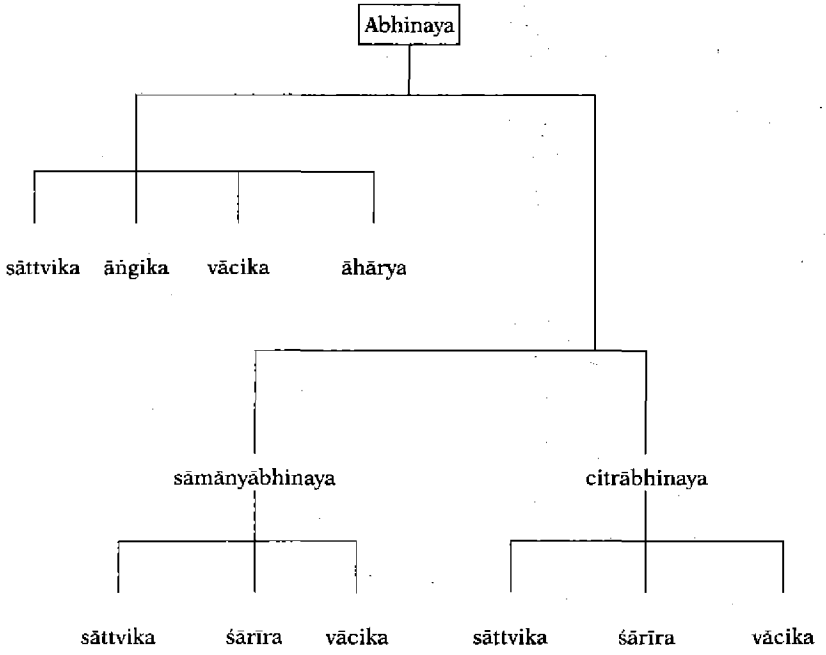 Abhinaya
sāttvika āṅgika vācika āhārya
sāmānyābhinaya citrābhinaya
sāttvika śārīra vācika sāttvika śārīra vācika